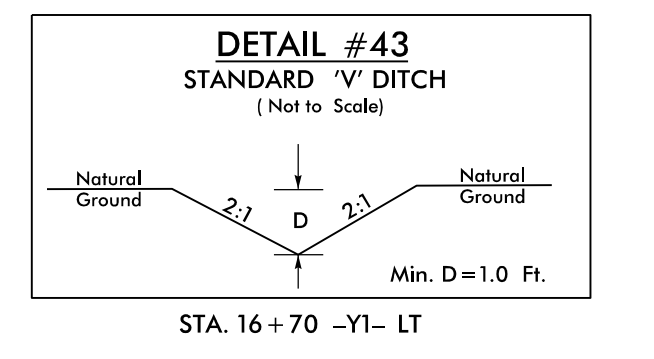 DETAIL #43
STANDARD 'V' DITCH
( Not to Scale)
Natural
Ground
2:1
D
2:1
Natural
Ground
Min. D=1.0 Ft.
STA. 16+70 -Y1- LT